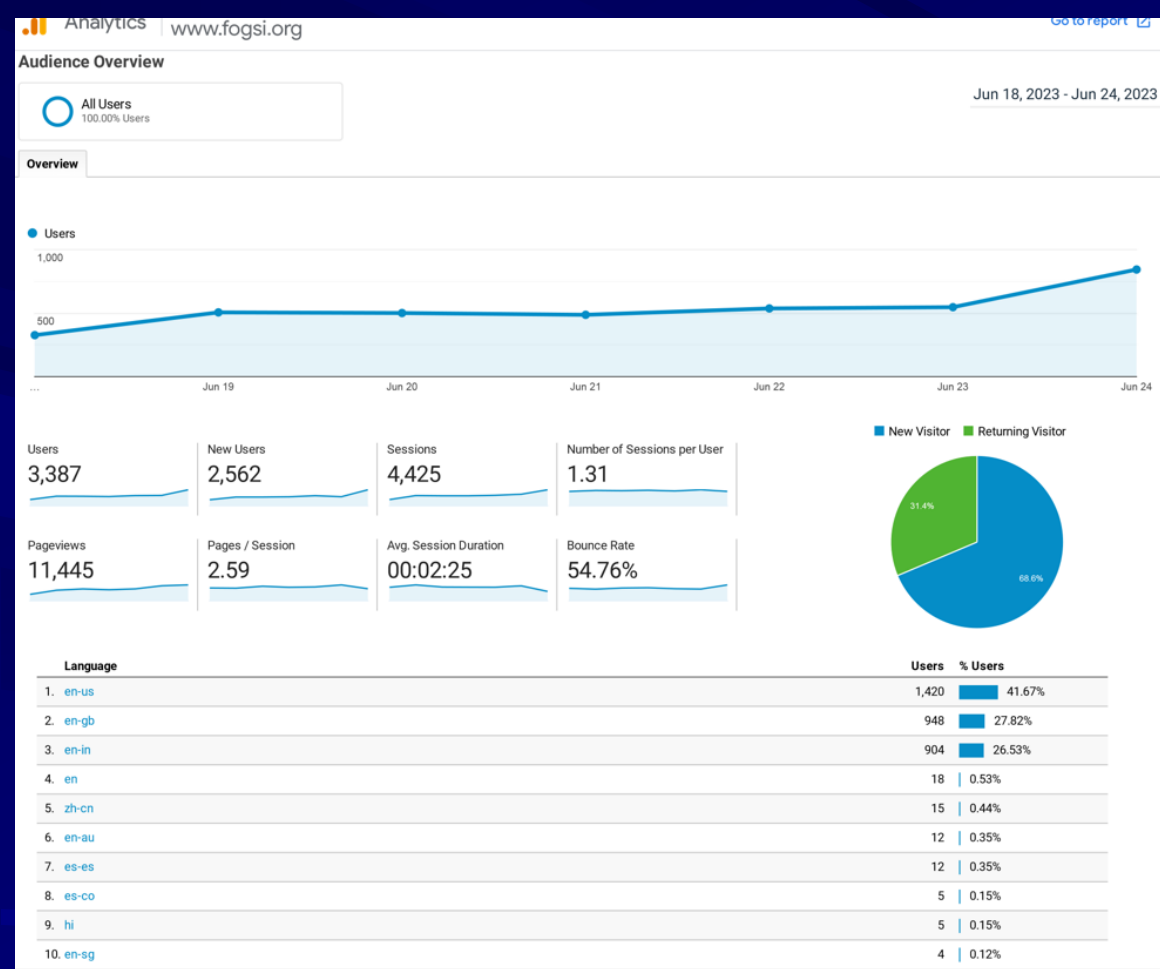 Analytics www.fogsi.org
Go to report
Audience Overview
All Users
100.00% Users
Jun 18, 2023 - Jun 24, 2023
Overview
Users
1,000
500
... Jun 19 Jun 20 Jun 21 Jun 22 Jun 23 Jun 24
New Visitor Returning Visitor
Users New Users Sessions Number of Sessions per User
3,387 2,562 4,425 1.31
31.4%
68.6%
Pageviews Pages / Session Avg. Session Duration Bounce Rate
11,445 2.59 00:02:25 54.76%
Language Users % Users
1. en-us 1,420 41.67%
2. en-gb 948 27.82%
3. en-in 904 26.53%
4. en 18 0.53%
5. zh-cn 15 0.44%
6. en-au 12 0.35%
7. es-es 12 0.35%
8. es-co 5 0.15%
9. hi 5 0.15%
10. en-sg 4 0.12%